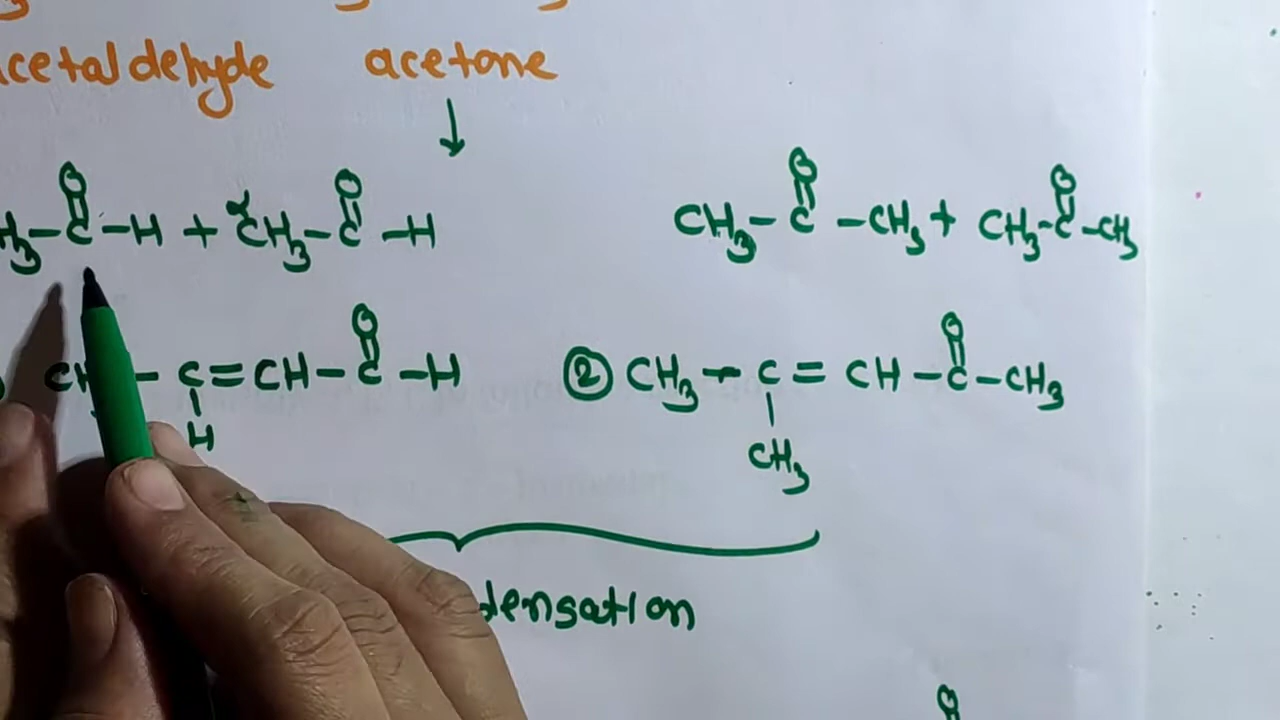 acetaldehyde acetone
CH3-C-H + CH3-C-H CH3-C-CH3 + CH3-C-CH3
O O O O
C=CH-C-H ② CH3-C=CH-C-CH3
O O
H CH3
densation